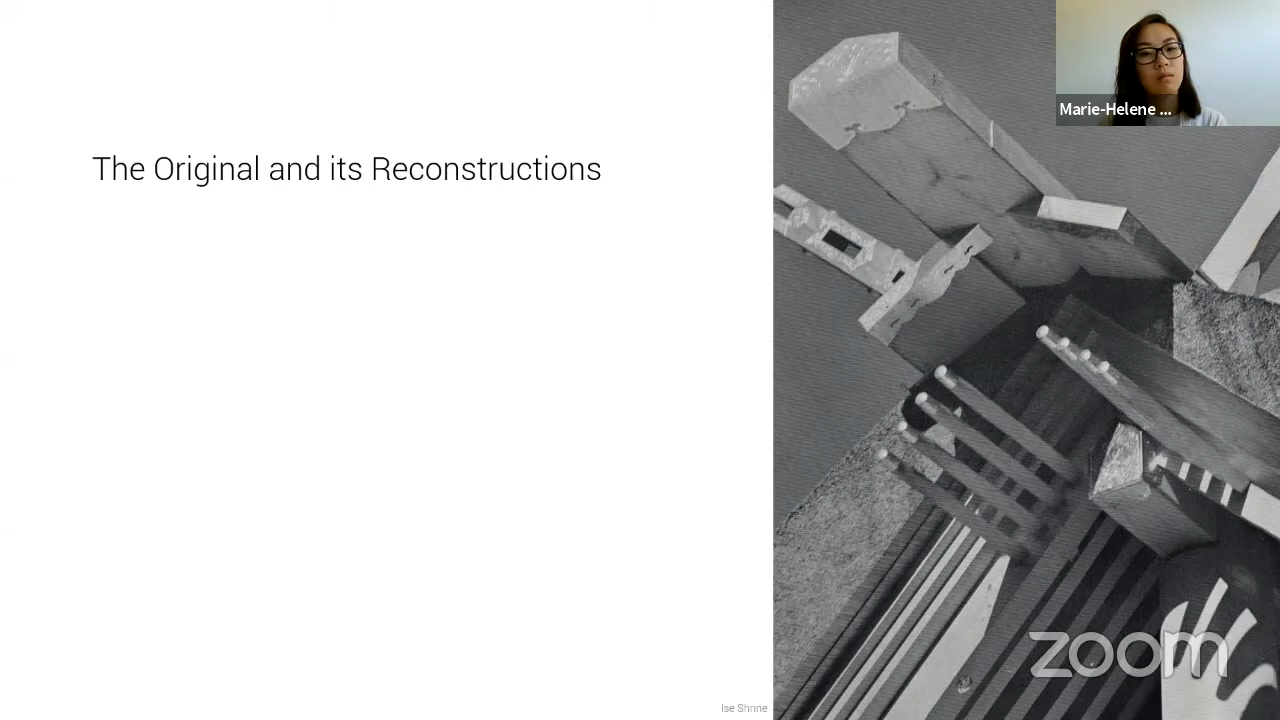 Marie-Helene ...
The Original and its Reconstructions
zoom
Ise Shrine